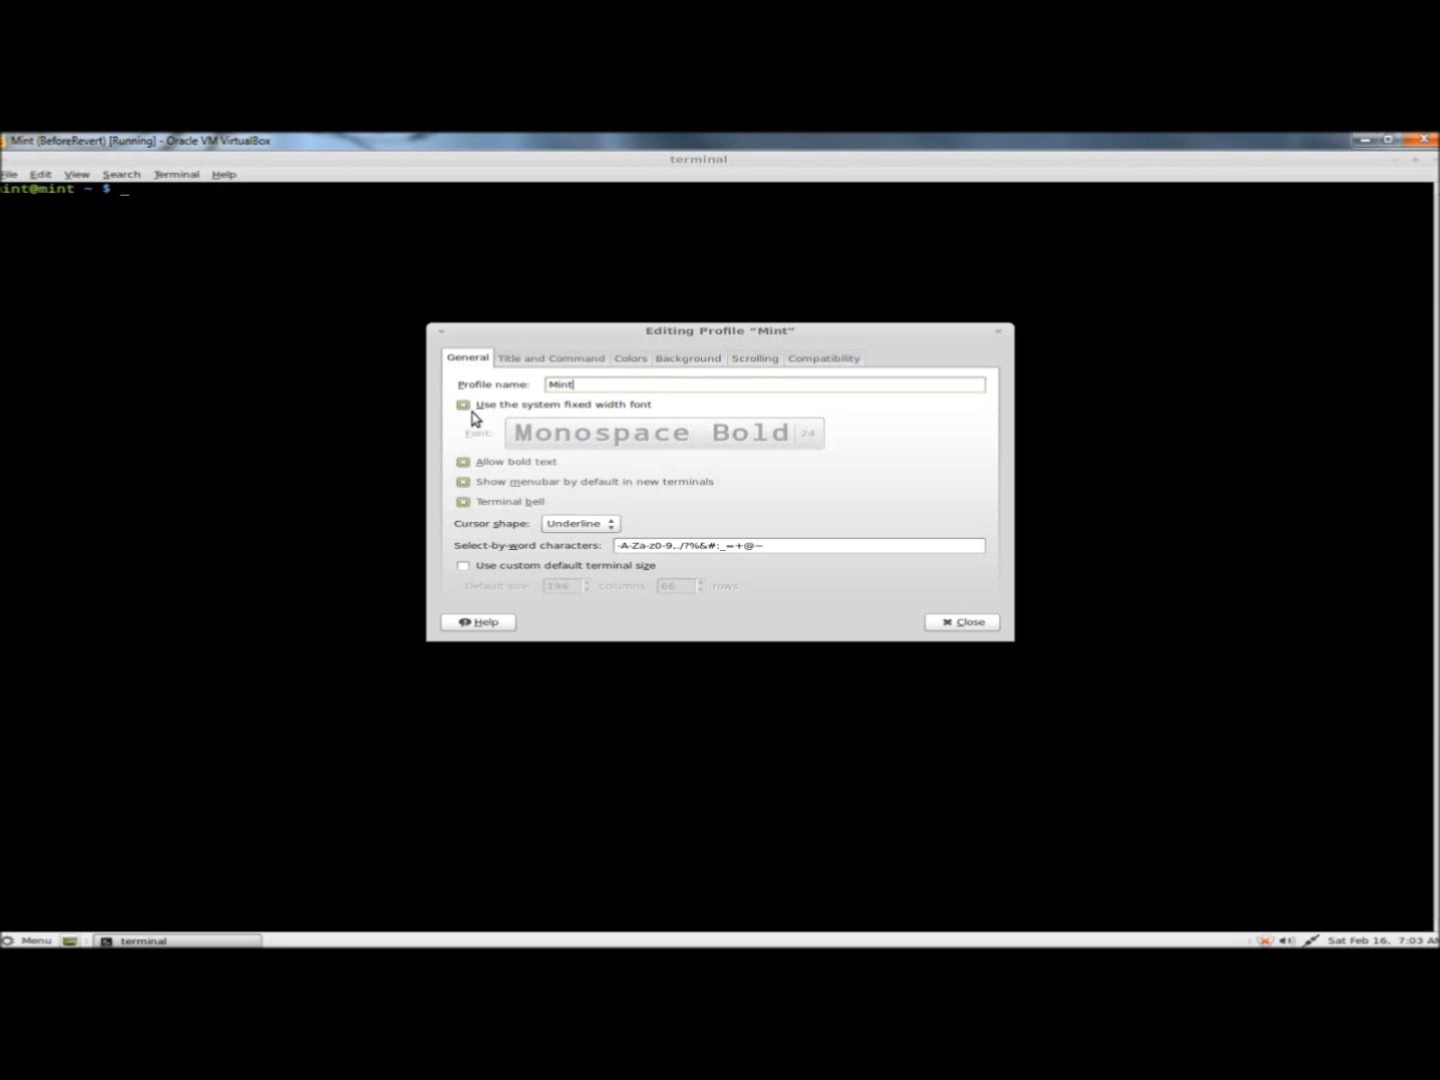 Mint (BeforeRevert) [Running] - Oracle VM VirtualBox
terminal
File Edit View Search Terminal Help
int@mint ~ $ _
Editing Profile "Mint"
General Title and Command Colors Background Scrolling Compatibility
Profile name: Mint
Use the system fixed width font
Font: Monospace Bold 24
Allow bold text
Show menubar by default in new terminals
Terminal bell
Cursor shape: Underline
Select-by-word characters: -A-Za-z0-9,./?%&#:_=+@~
Use custom default terminal size
Default size: 196 columns 66 rows
Help Close
Menu terminal Sat Feb 16, 7:03 AM